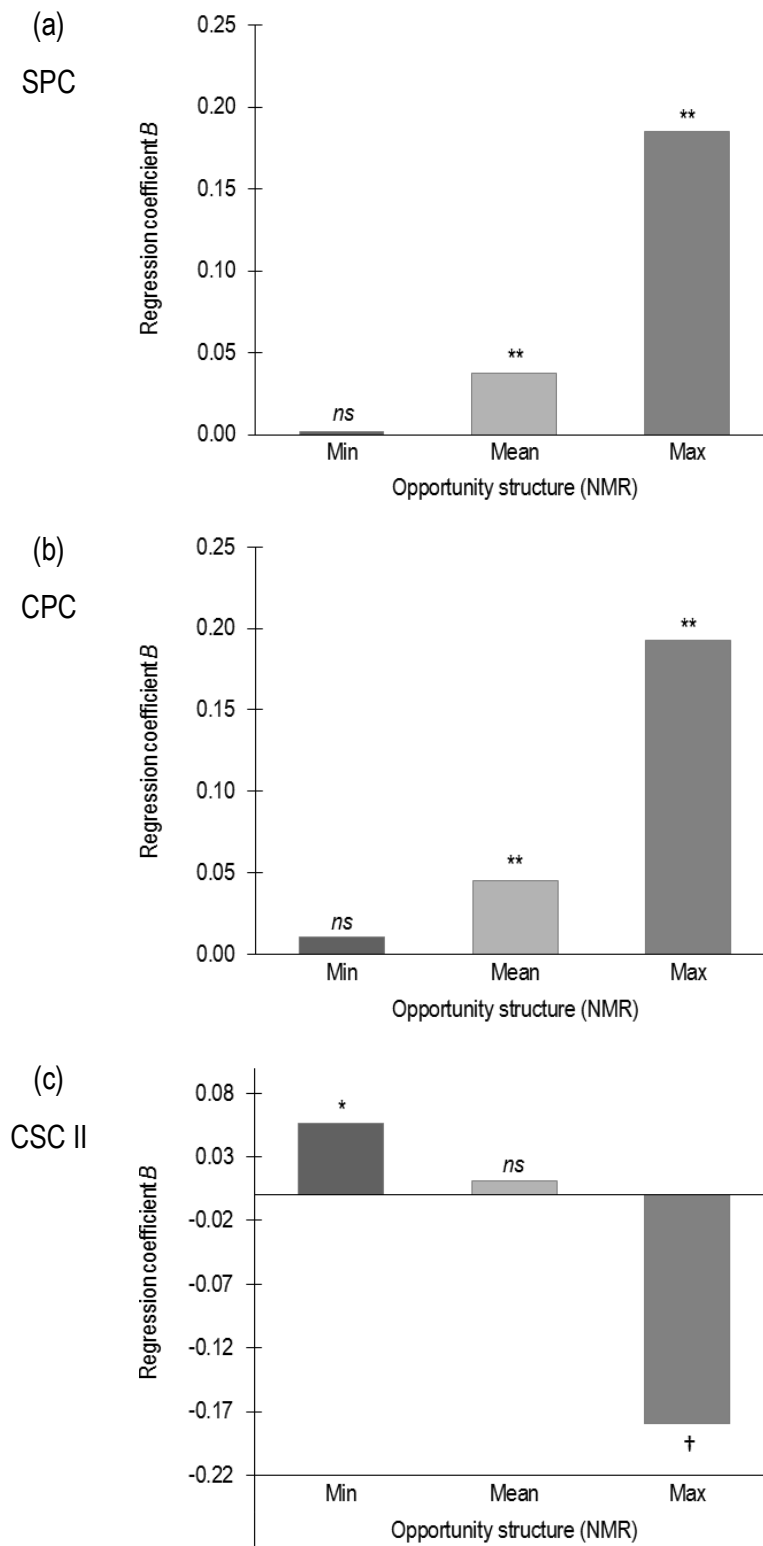 (a)
SPC
Regression coefficient B
0.25
0.20
0.15
0.10
0.05
0.00
ns
**
**
Min
Mean
Max
Opportunity structure (NMR)
(b)
CPC
Regression coefficient B
0.25
0.20
0.15
0.10
0.05
0.00
ns
**
**
Min
Mean
Max
Opportunity structure (NMR)
(c)
CSC II
Regression coefficient B
0.08
0.03
-0.02
-0.07
-0.12
-0.17
-0.22
*
ns
†
Min
Mean
Max
Opportunity structure (NMR)